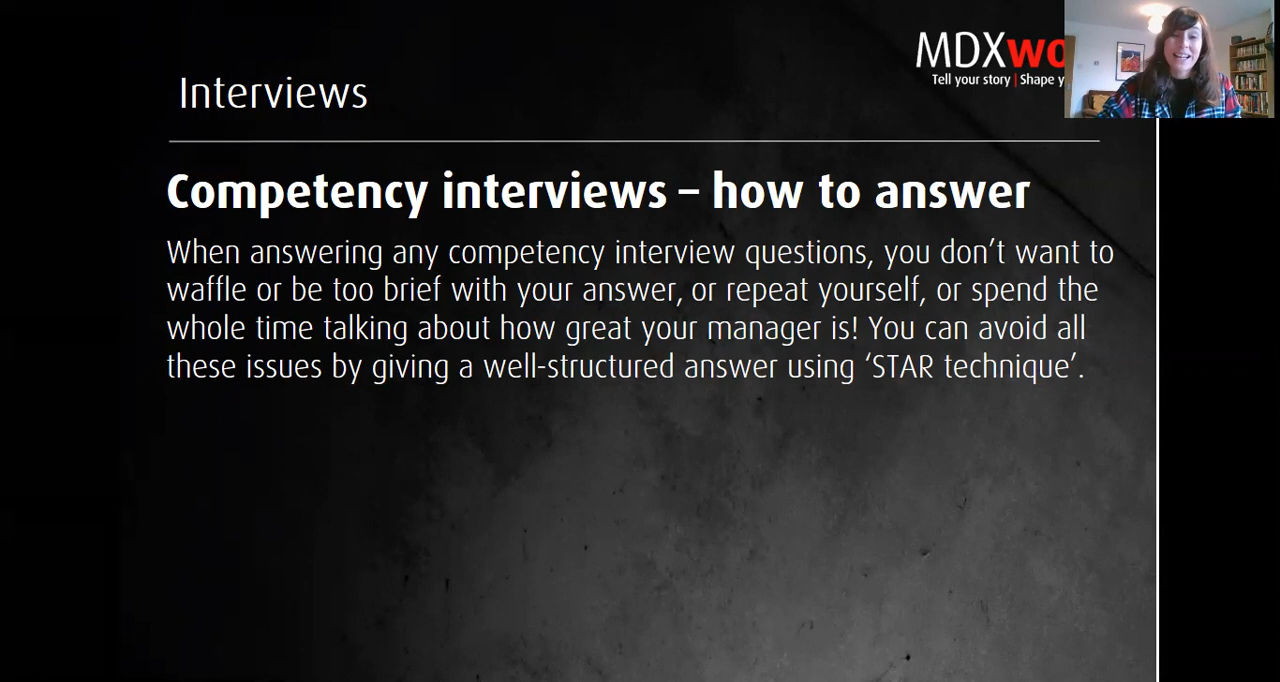 MDXwo
Tell your story | Shape y
Interviews
Competency interviews – how to answer
When answering any competency interview questions, you don’t want to
waffle or be too brief with your answer, or repeat yourself, or spend the
whole time talking about how great your manager is! You can avoid all
these issues by giving a well-structured answer using ‘STAR technique’.